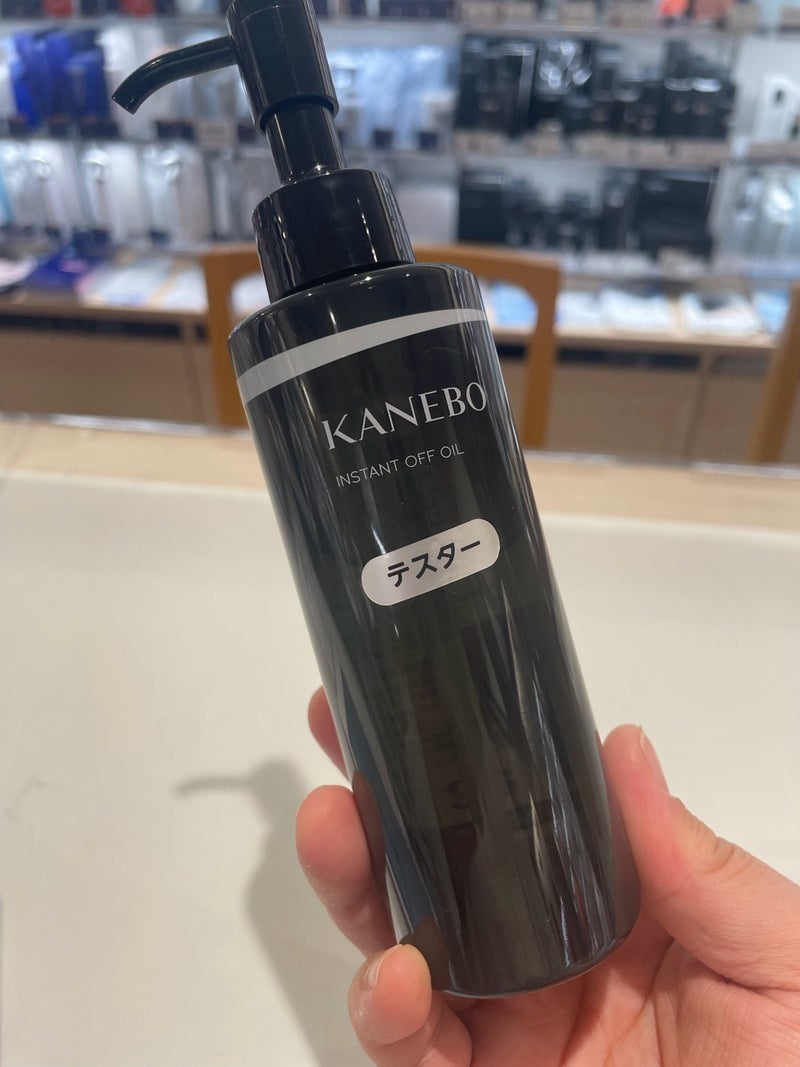 KANEBO
INSTANT OFF OIL
テスター